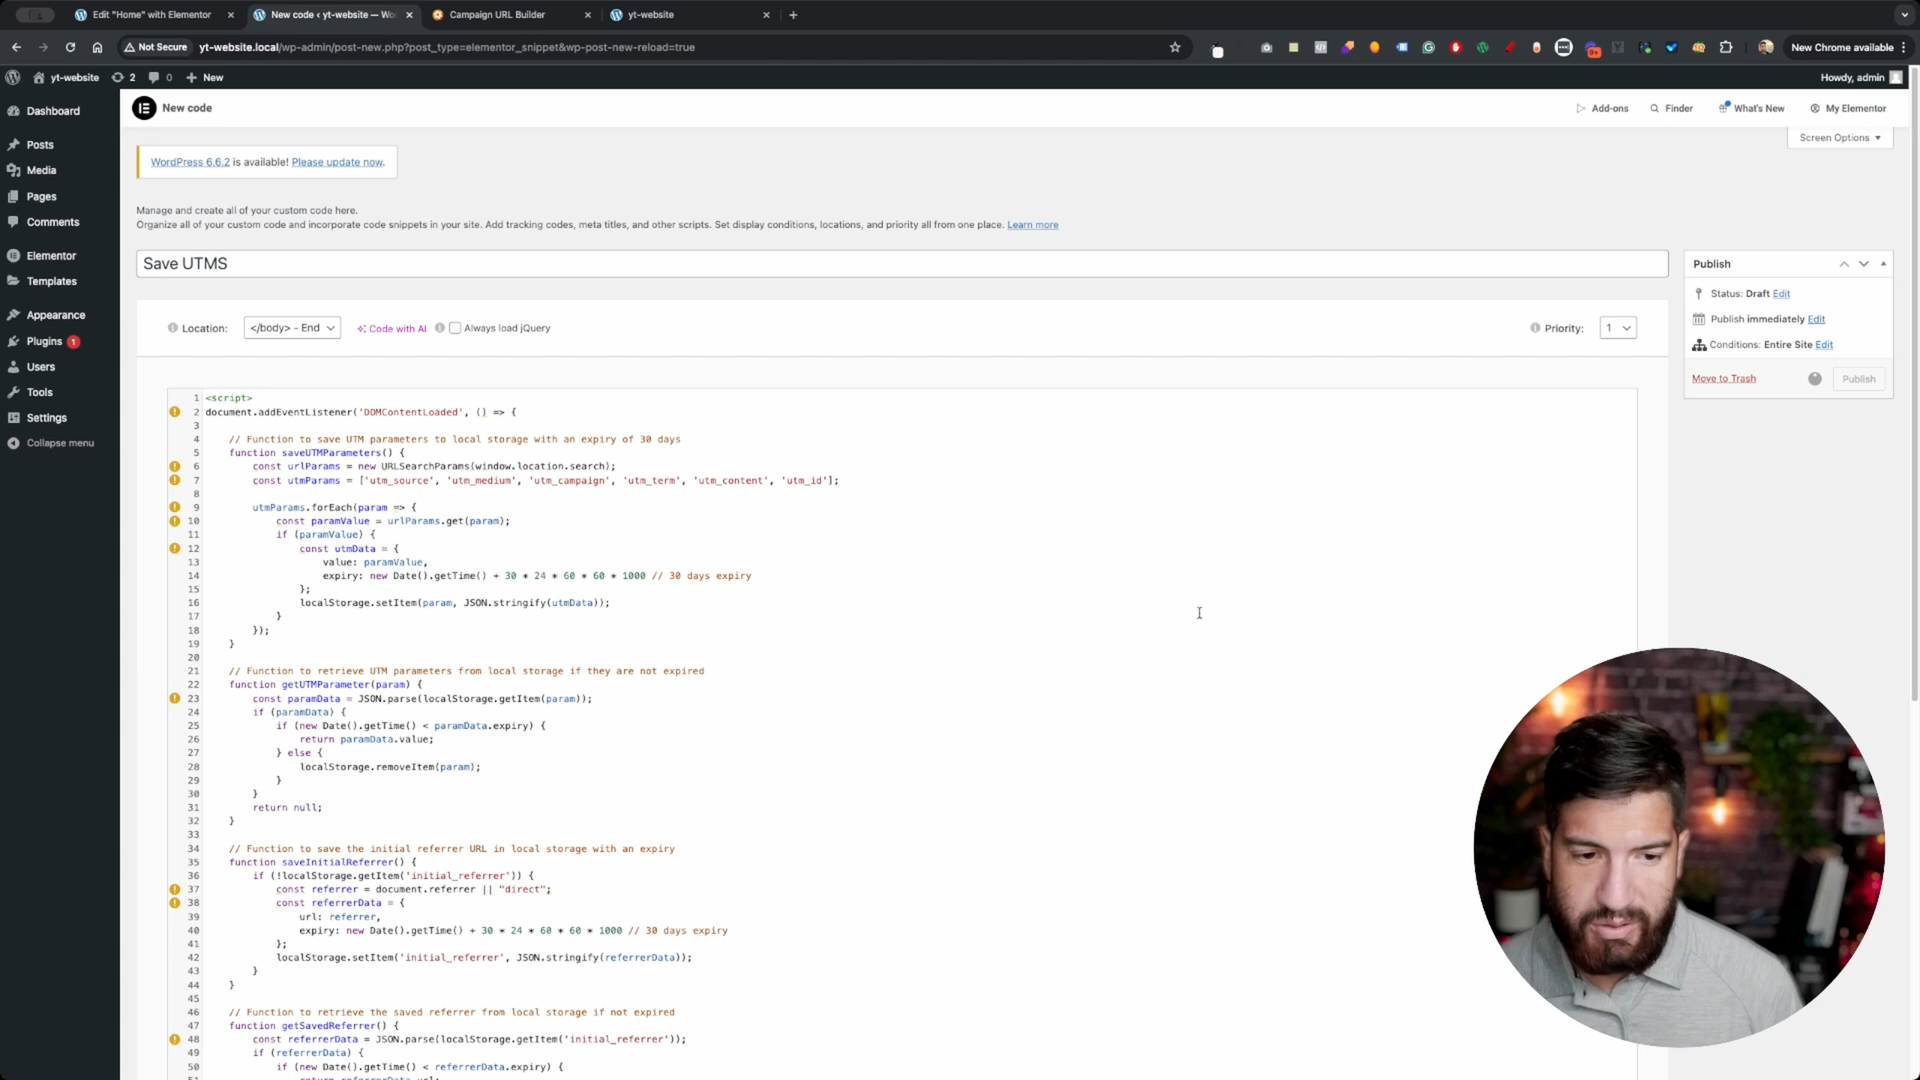 Edit "Home" with Elementor
New code ‹ yt-website — Wo
Campaign URL Builder
yt-website
Not Secure
yt-website.local/wp-admin/post-new.php?post_type=elementor_snippet&wp-post-new-reload=true
New Chrome available
yt-website
2
0
New
Howdy, admin
Dashboard
Posts
Media
Pages
Comments
Elementor
Templates
Appearance
Plugins 1
Users
Tools
Settings
Collapse menu
New code
Add-ons
Finder
What's New
My Elementor
Screen Options
WordPress 6.6.2 is available! Please update now.
Manage and create all of your custom code here.
Organize all of your custom code and incorporate code snippets in your site. Add tracking codes, meta titles, and other scripts. Set display conditions, locations, and priority all from one place. Learn more
Save UTMS
Location:
</body> - End
Code with AI
Always load jQuery
Priority:
1
Publish
Status: Draft Edit
Publish immediately Edit
Conditions: Entire Site Edit
Move to Trash
Publish
1 <script>
2 document.addEventListener('DOMContentLoaded', () => {
3
4 // Function to save UTM parameters to local storage with an expiry of 30 days
5 function saveUTMParameters() {
6 const urlParams = new URLSearchParams(window.location.search);
7 const utmParams = ['utm_source', 'utm_medium', 'utm_campaign', 'utm_term', 'utm_content', 'utm_id'];
8
9 utmParams.forEach(param => {
10 const paramValue = urlParams.get(param);
11 if (paramValue) {
12 const utmData = {
13 value: paramValue,
14 expiry: new Date().getTime() + 30 * 24 * 60 * 60 * 1000 // 30 days expiry
15 };
16 localStorage.setItem(param, JSON.stringify(utmData));
17 }
18 });
19 }
20
21 // Function to retrieve UTM parameters from local storage if they are not expired
22 function getUTMParameter(param) {
23 const paramData = JSON.parse(localStorage.getItem(param));
24 if (paramData) {
25 if (new Date().getTime() < paramData.expiry) {
26 return paramData.value;
27 } else {
28 localStorage.removeItem(param);
29 }
30 }
31 return null;
32 }
33
34 // Function to save the initial referrer URL in local storage with an expiry
35 function saveInitialReferrer() {
36 if (!localStorage.getItem('initial_referrer')) {
37 const referrer = document.referrer || "direct";
38 const referrerData = {
39 url: referrer,
40 expiry: new Date().getTime() + 30 * 24 * 60 * 60 * 1000 // 30 days expiry
41 };
42 localStorage.setItem('initial_referrer', JSON.stringify(referrerData));
43 }
44 }
45
46 // Function to retrieve the saved referrer from local storage if not expired
47 function getSavedReferrer() {
48 const referrerData = JSON.parse(localStorage.getItem('initial_referrer'));
49 if (referrerData) {
50 if (new Date().getTime() < referrerData.expiry) {